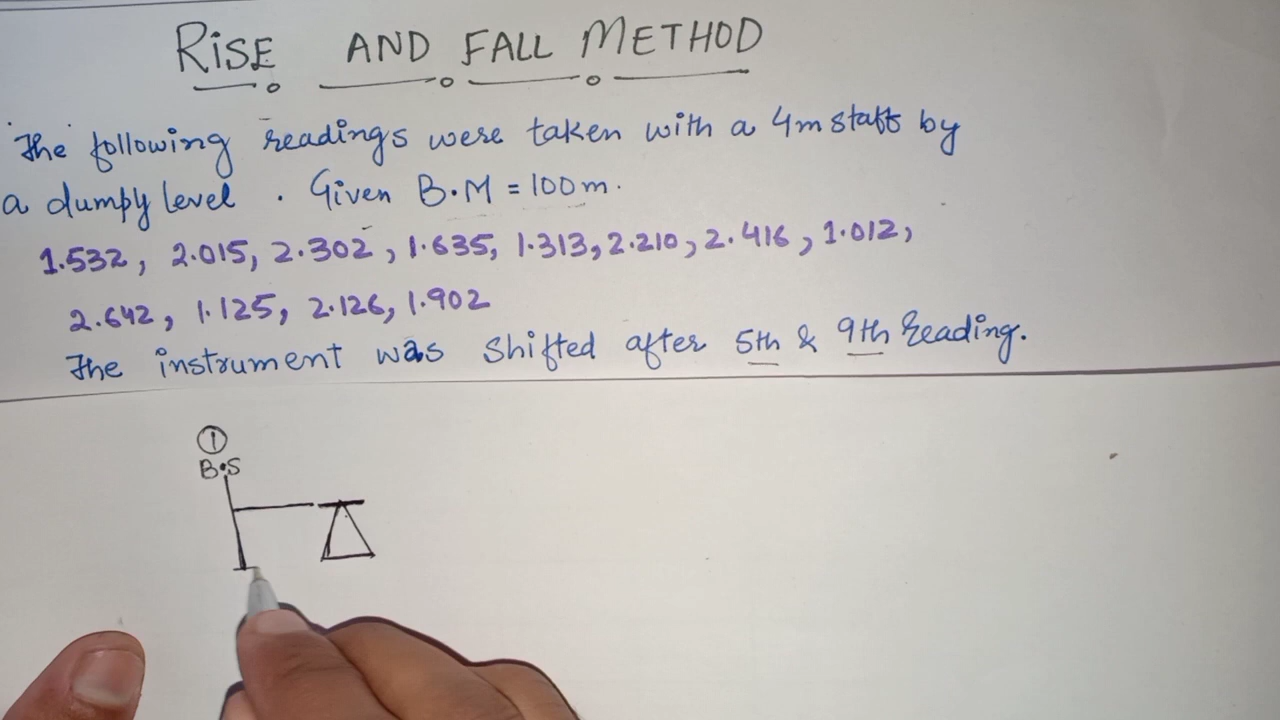 RiSE AND FALL METHOD
The following readings were taken with a 4m staff by
a dumpy level . Given B.M = 100m.
1.532, 2.015, 2.302, 1.635, 1.313, 2.210, 2.416, 1.012,
2.642, 1.125, 2.126, 1.902
The instrument was shifted after 5th & 9th Reading.
1
B.S